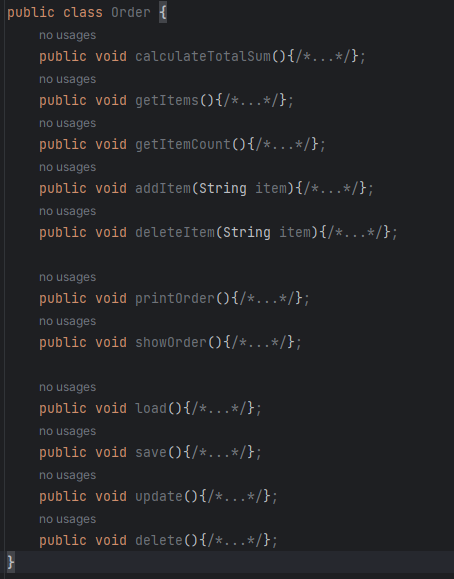 public class Order {
no usages
public void calculateTotalSum(){/*...*/};
no usages
public void getItems(){/*...*/};
no usages
public void getItemCount(){/*...*/};
no usages
public void addItem(String item){/*...*/};
no usages
public void deleteItem(String item){/*...*/};
no usages
public void printOrder(){/*...*/};
no usages
public void showOrder(){/*...*/};
no usages
public void load(){/*...*/};
no usages
public void save(){/*...*/};
no usages
public void update(){/*...*/};
no usages
public void delete(){/*...*/};
}